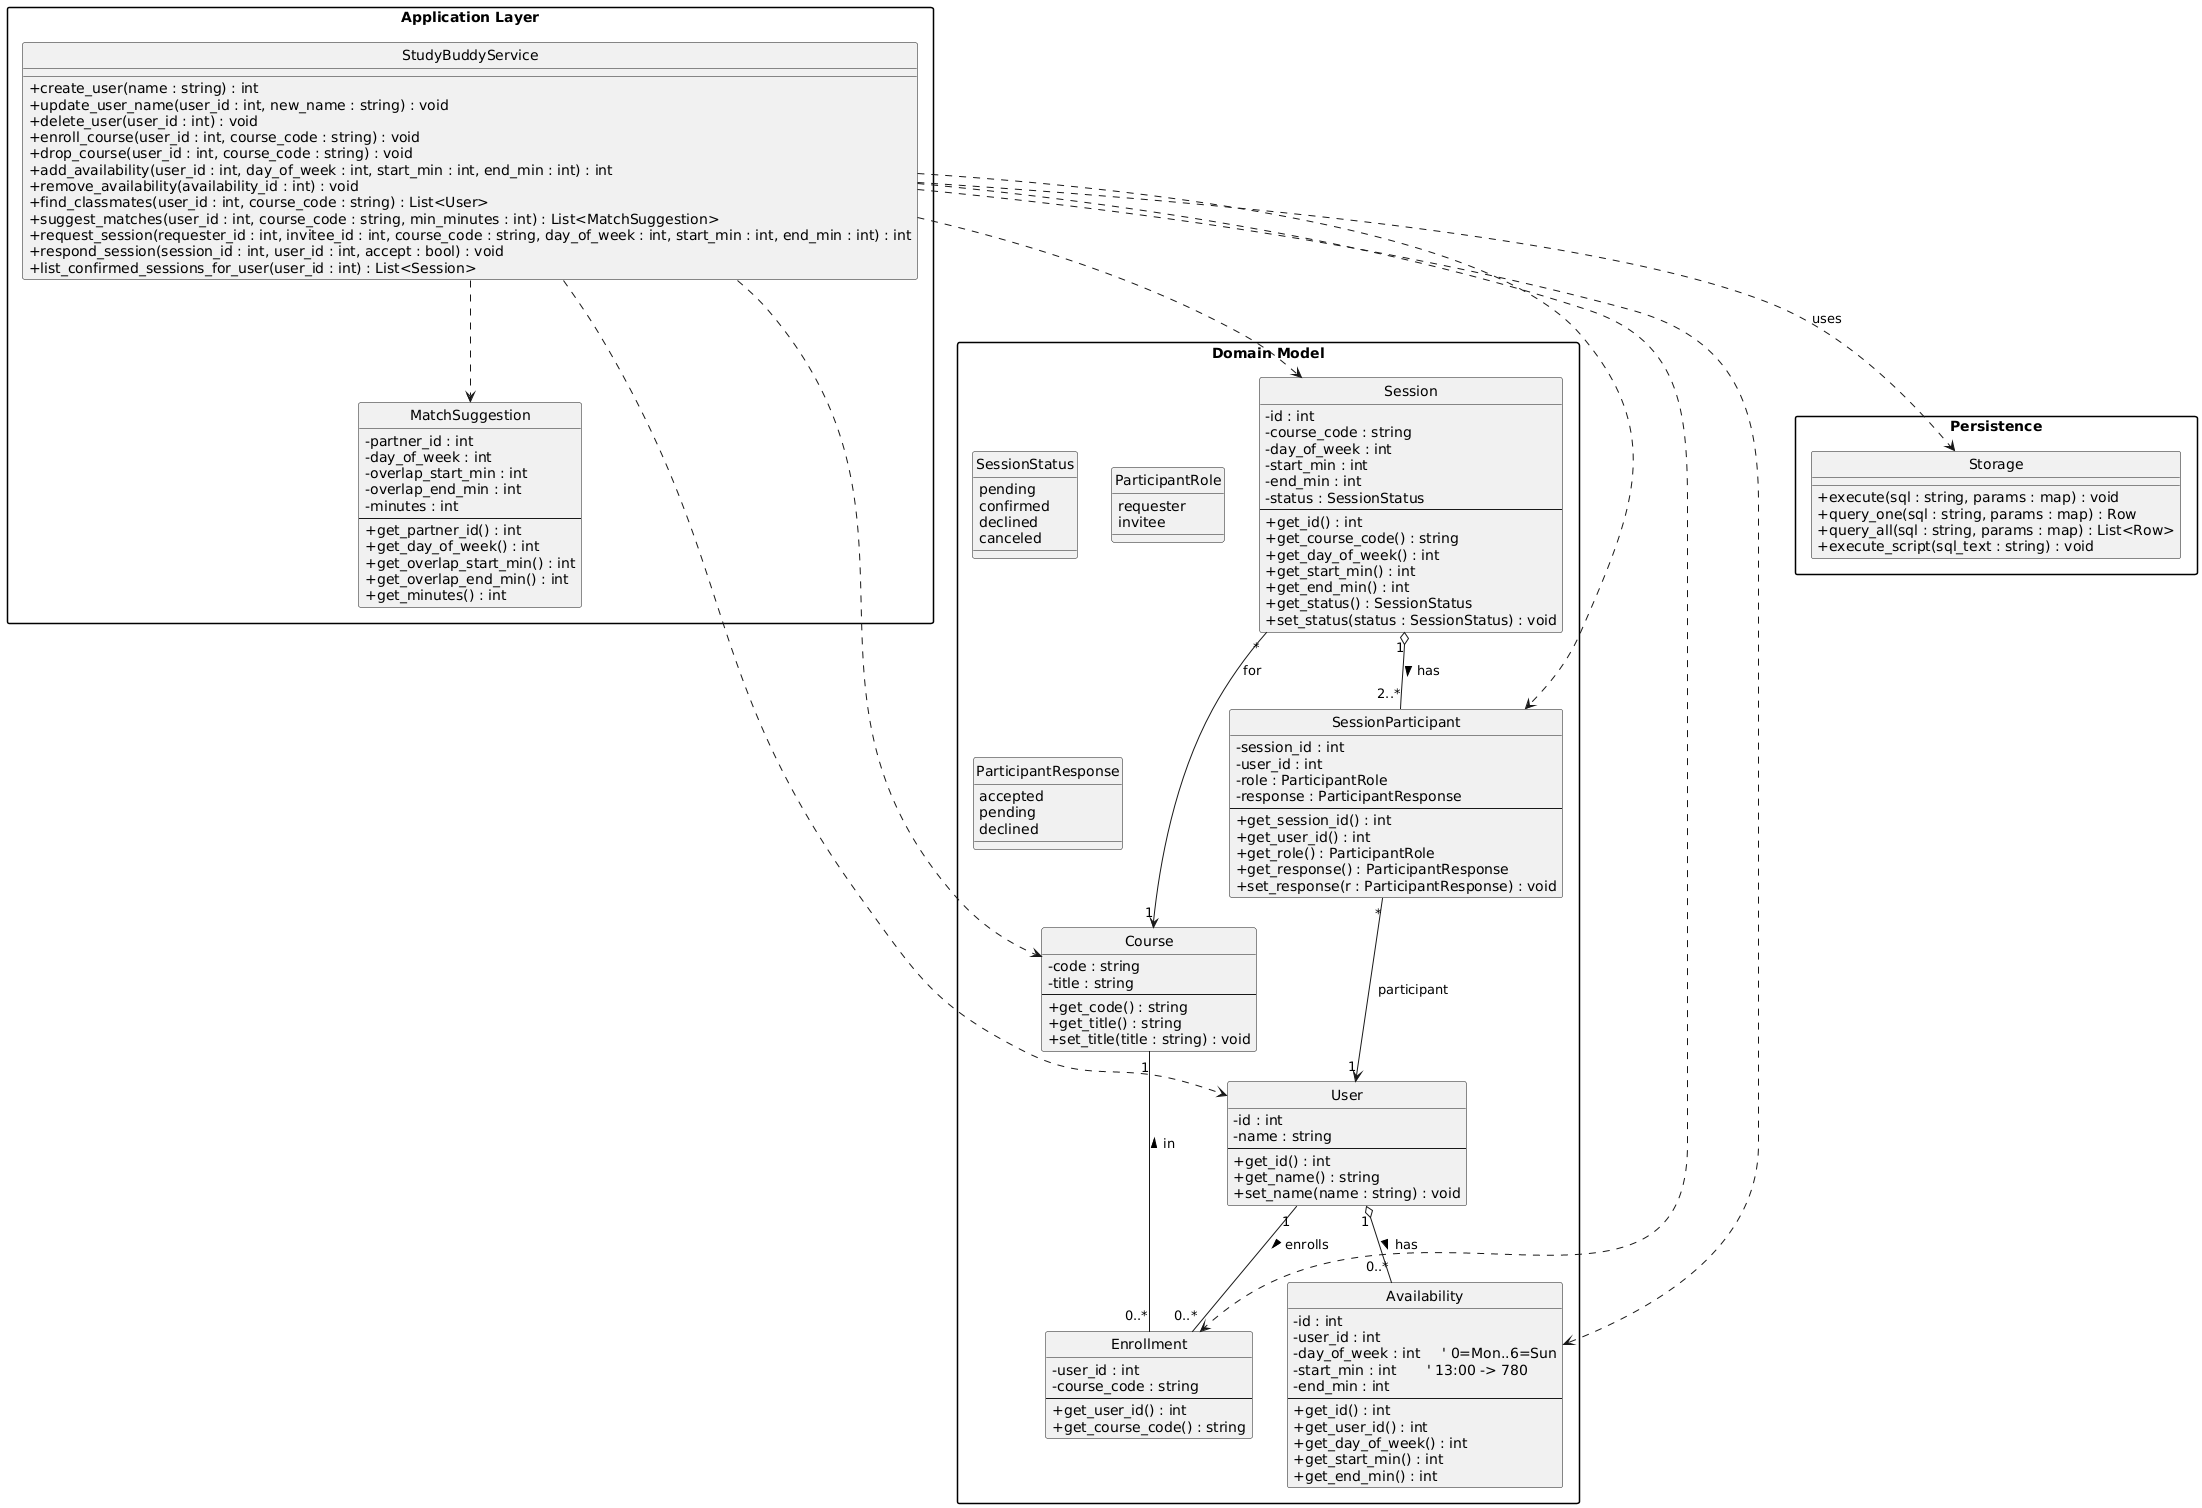 Application Layer
StudyBuddyService
+create_user(name : string) : int
+update_user_name(user_id : int, new_name : string) : void
+delete_user(user_id : int) : void
+enroll_course(user_id : int, course_code : string) : void
+drop_course(user_id : int, course_code : string) : void
+add_availability(user_id : int, day_of_week : int, start_min : int, end_min : int) : int
+remove_availability(availability_id : int) : void
+find_classmates(user_id : int, course_code : string) : List<User>
+suggest_matches(user_id : int, course_code : string, min_minutes : int) : List<MatchSuggestion>
+request_session(requester_id : int, invitee_id : int, course_code : string, day_of_week : int, start_min : int, end_min : int) : int
+respond_session(session_id : int, user_id : int, accept : bool) : void
+list_confirmed_sessions_for_user(user_id : int) : List<Session>
MatchSuggestion
-partner_id : int
-day_of_week : int
-overlap_start_min : int
-overlap_end_min : int
-minutes : int
+get_partner_id() : int
+get_day_of_week() : int
+get_overlap_start_min() : int
+get_overlap_end_min() : int
+get_minutes() : int
uses
Domain Model
SessionStatus
pending
confirmed
declined
canceled
ParticipantRole
requester
invitee
Session
-id : int
-course_code : string
-day_of_week : int
-start_min : int
-end_min : int
-status : SessionStatus
+get_id() : int
+get_course_code() : string
+get_day_of_week() : int
+get_start_min() : int
+get_end_min() : int
+get_status() : SessionStatus
+set_status(status : SessionStatus) : void
*
for
1
1
has
2..*
ParticipantResponse
accepted
pending
declined
SessionParticipant
-session_id : int
-user_id : int
-role : ParticipantRole
-response : ParticipantResponse
+get_session_id() : int
+get_user_id() : int
+get_role() : ParticipantRole
+get_response() : ParticipantResponse
+set_response(r : ParticipantResponse) : void
*
participant
1
Course
-code : string
-title : string
+get_code() : string
+get_title() : string
+set_title(title : string) : void
1
in
0..*
User
-id : int
-name : string
+get_id() : int
+get_name() : string
+set_name(name : string) : void
1
enrolls
0..*
1
has
0..*
Enrollment
-user_id : int
-course_code : string
+get_user_id() : int
+get_course_code() : string
Availability
-id : int
-user_id : int
-day_of_week : int     ' 0=Mon..6=Sun
-start_min : int       ' 13:00 -> 780
-end_min : int
+get_id() : int
+get_user_id() : int
+get_day_of_week() : int
+get_start_min() : int
+get_end_min() : int
Persistence
Storage
+execute(sql : string, params : map) : void
+query_one(sql : string, params : map) : Row
+query_all(sql : string, params : map) : List<Row>
+execute_script(sql_text : string) : void